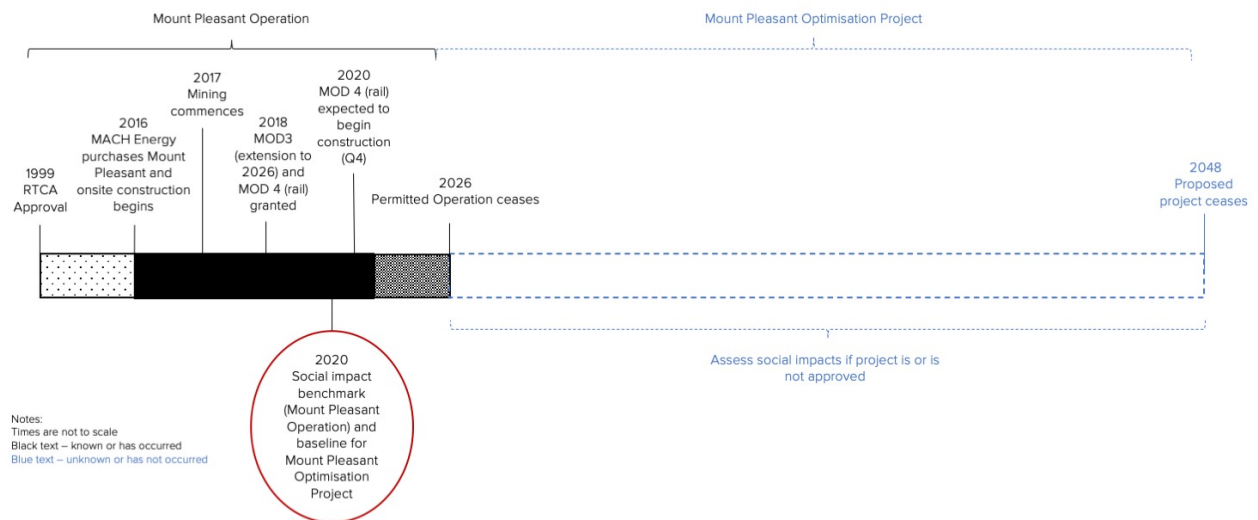 Mount Pleasant Operation
Mount Pleasant Optimisation Project
1999
RTCA
Approval
2016
MACH Energy
purchases Mount
Pleasant and
onsite construction
begins
2017
Mining
commences
2018
MOD3
(extension to
2026) and
MOD 4 (rail)
granted
2020
MOD 4 (rail)
expected to
begin
construction
(Q4)
2026
Permitted Operation ceases
2048
Proposed
project ceases
2020
Social impact
benchmark
(Mount Pleasant
Operation) and
baseline for
Mount Pleasant
Optimisation
Project
Assess social impacts if project is or is
not approved
Notes:
Times are not to scale
Black text – known or has occurred
Blue text – unknown or has not occurred